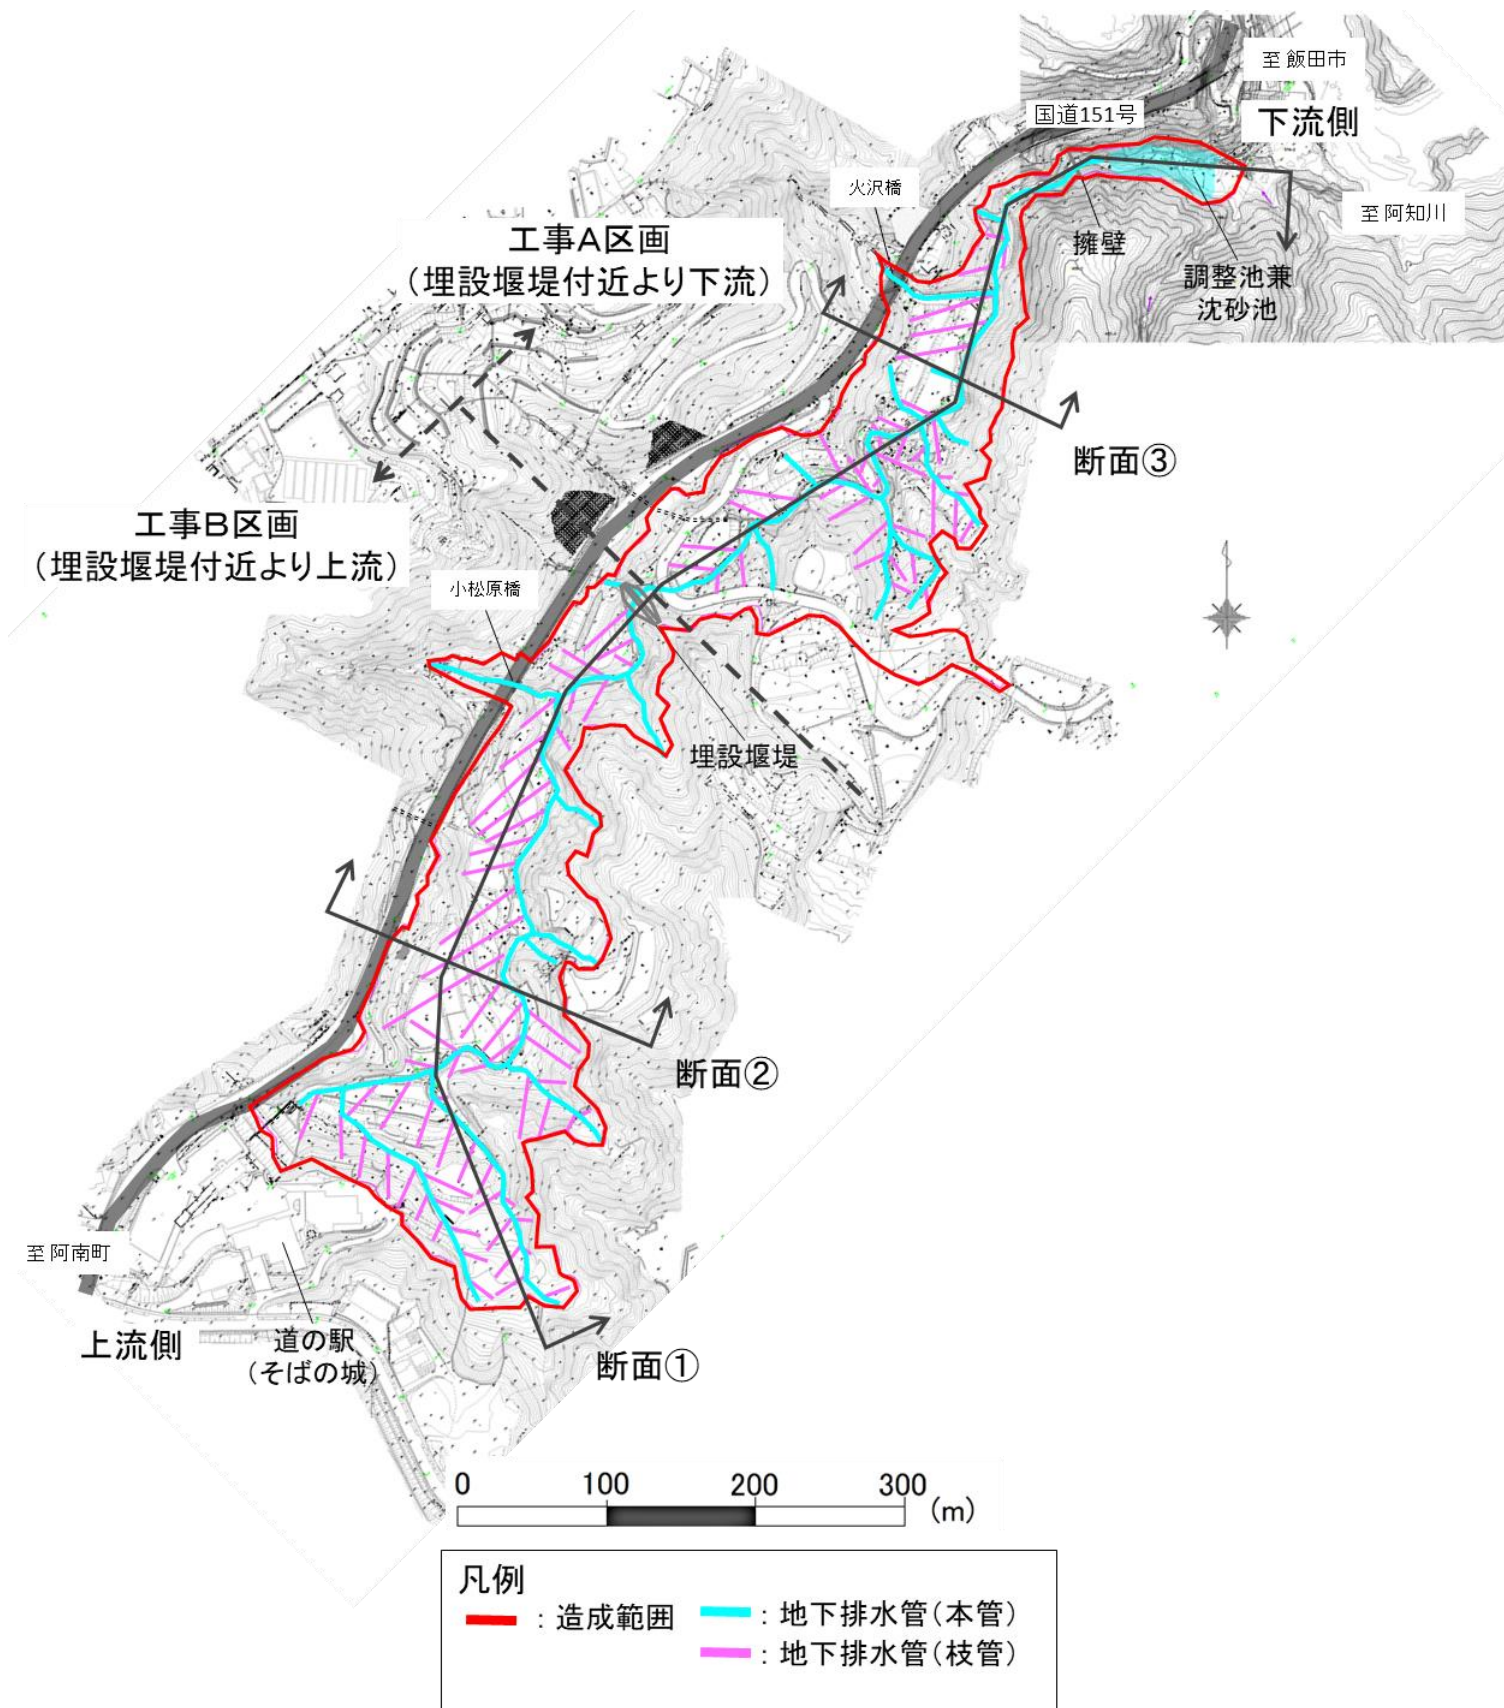 至 飯田市
国道151号
下流側
火沢橋
至 阿知川
工事A区画
(埋設堰堤付近より下流)
擁壁
調整池兼
沈砂池
断面③
工事B区画
(埋設堰堤付近より上流)
小松原橋
埋設堰堤
断面②
至 阿南町
上流側
道の駅
(そばの城)
断面①
0 100 200 300
(m)
凡例
:造成範囲
:地下排水管(本管)
:地下排水管(枝管)